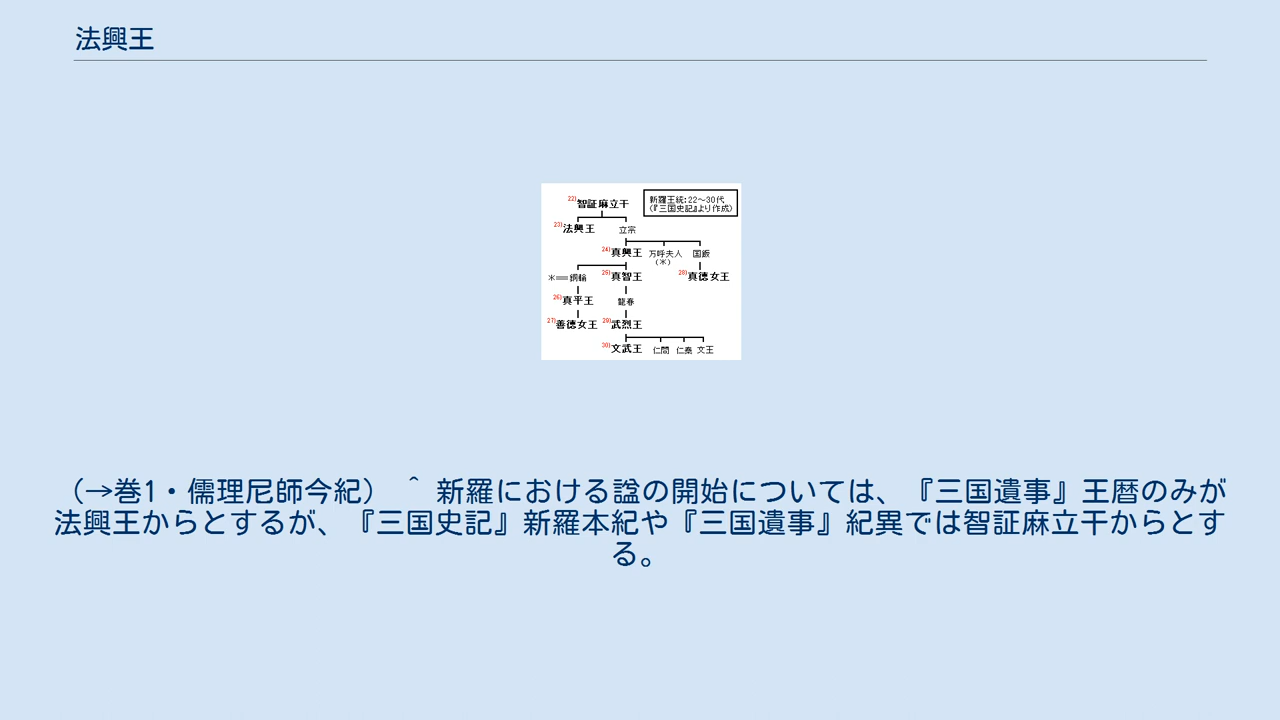 法興王
22)智証麻立干
新羅王統:22～30代
(『三国史記』より作成)
23)法興王
立宗
24)真興王
万呼夫人
(※)
国飯
※==銅輪
25)真智王
28)真徳女王
26)真平王
龍春
27)善徳女王
29)武烈王
30)文武王
仁問
仁泰
文王
（→巻1・儒理尼師今紀） ^ 新羅における諡の開始については、『三国遺事』王暦のみが
法興王からとするが、『三国史記』新羅本紀や『三国遺事』紀異では智証麻立干からとす
る。